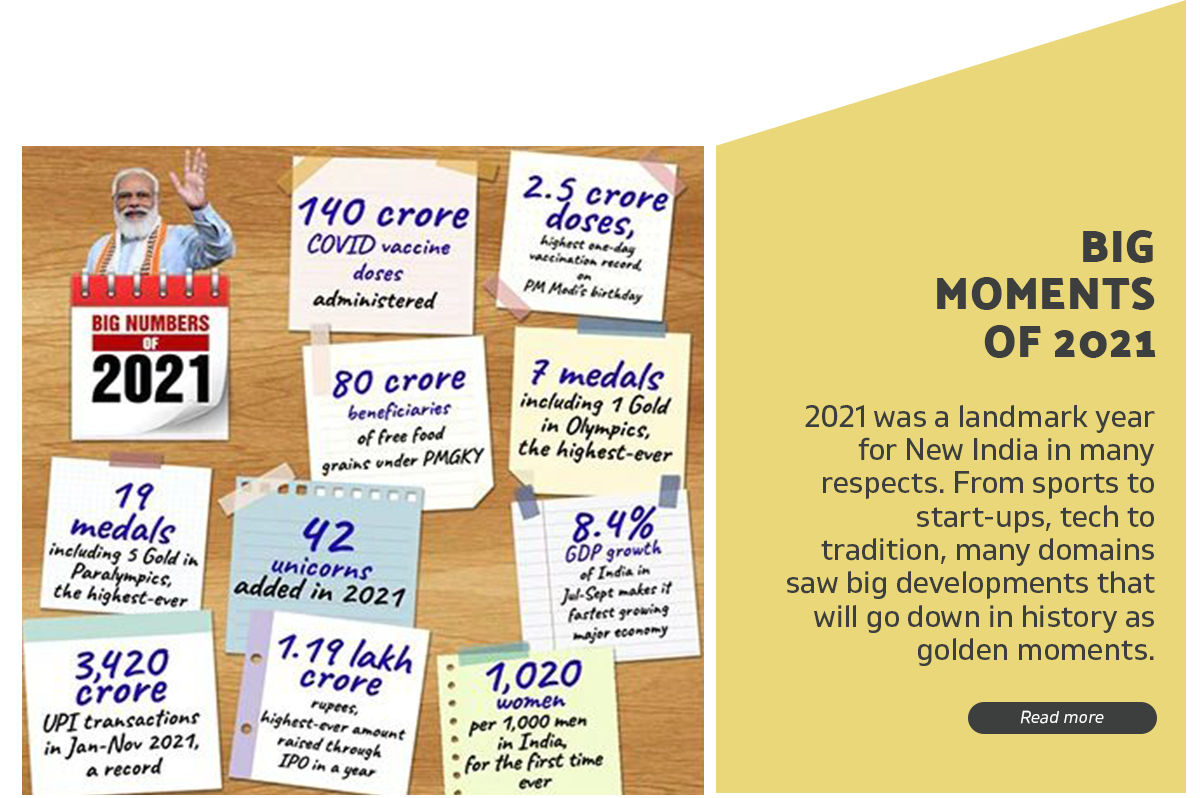 BIG NUMBERS
OF
2021
140 crore
COVID vaccine
doses
administered
2.5 crore
doses,
highest one-day
vaccination record
on
PM Modi's birthday
80 crore
beneficiaries
of free food
grains under PMGKY
7 medals
including 1 Gold
in Olympics,
the highest-ever
19
medals
including 5 Gold in
Paralympics,
the highest-ever
42
unicorns
added in 2021
8.4%
GDP growth
of India in
Jul-Sept makes it
fastest growing
major economy
3,420
crore
UPI transactions
in Jan-Nov 2021,
a record
1.19 lakh
crore
rupees,
highest-ever amount
raised through
IPO in a year
1,020
women
per 1,000 men
in India,
for the first time
ever
BIG
MOMENTS
OF 2021
2021 was a landmark year
for New India in many
respects. From sports to
start-ups, tech to
tradition, many domains
saw big developments that
will go down in history as
golden moments.
Read more